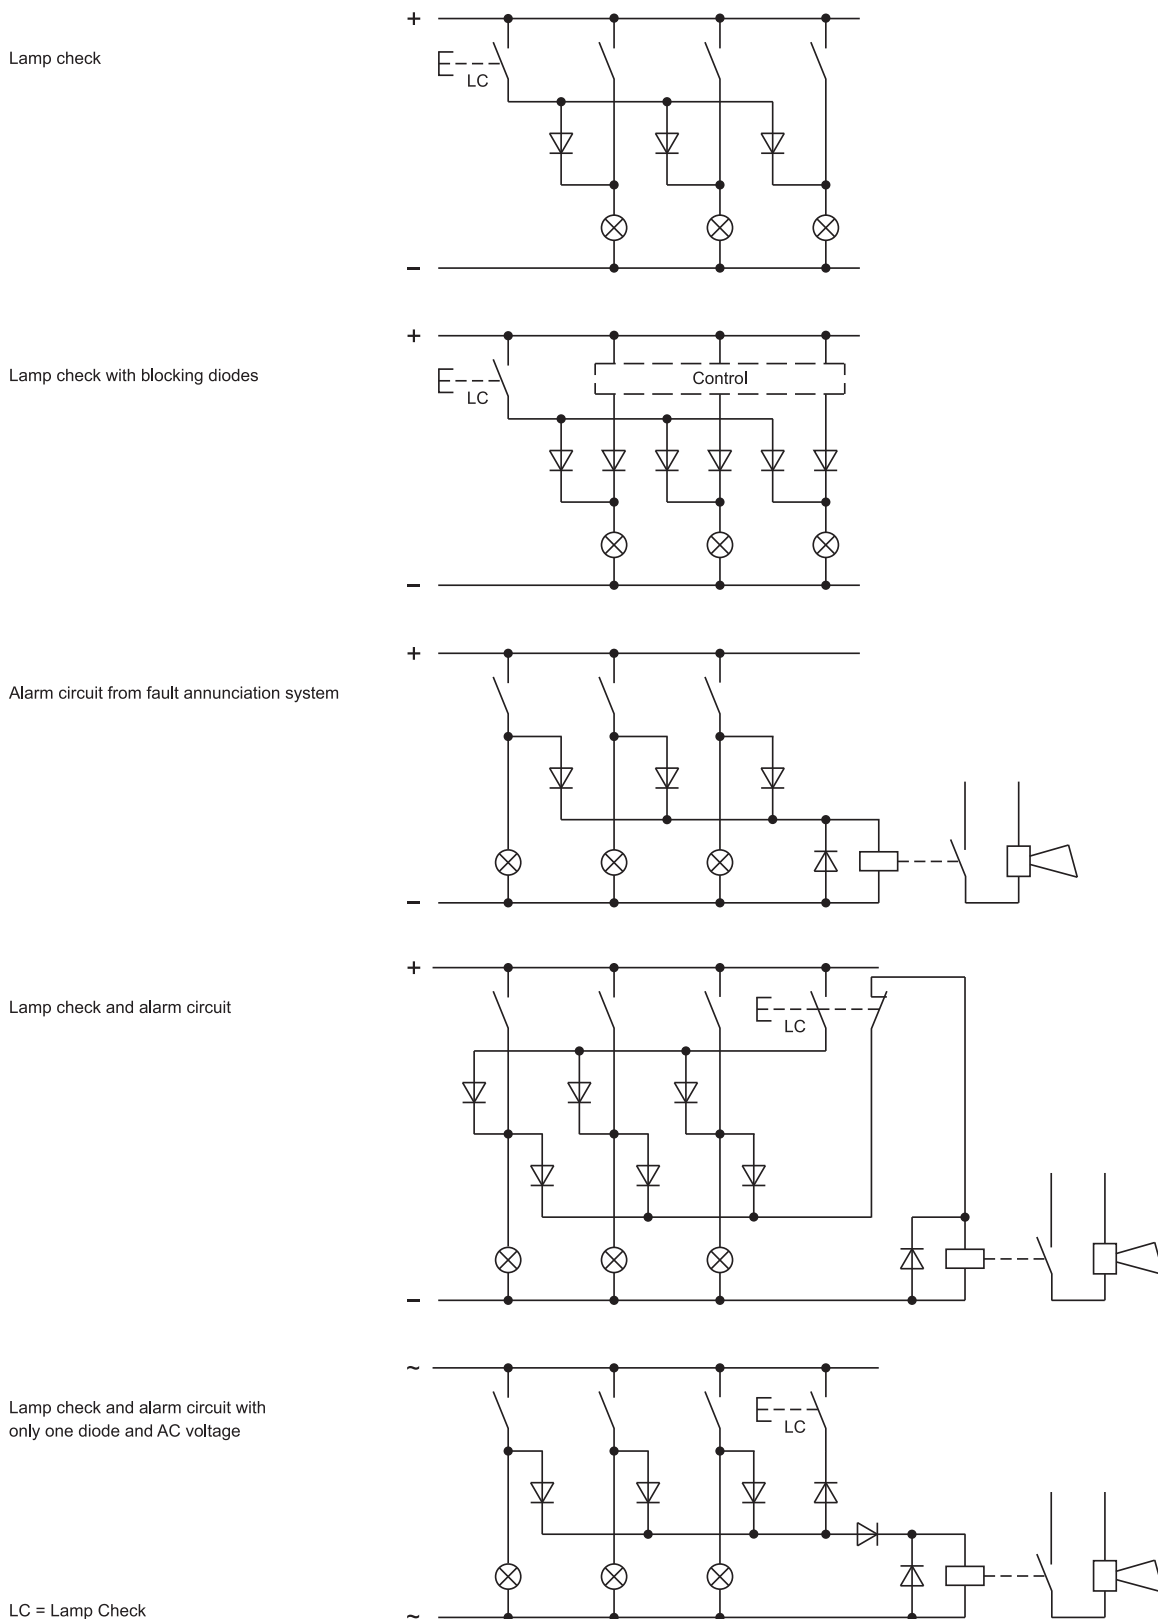 +
Lamp check
LC
−
+
Lamp check with blocking diodes
Control
LC
−
+
Alarm circuit from fault annunciation system
−
+
Lamp check and alarm circuit
LC
−
~
Lamp check and alarm circuit with
only one diode and AC voltage
LC
LC = Lamp Check
~